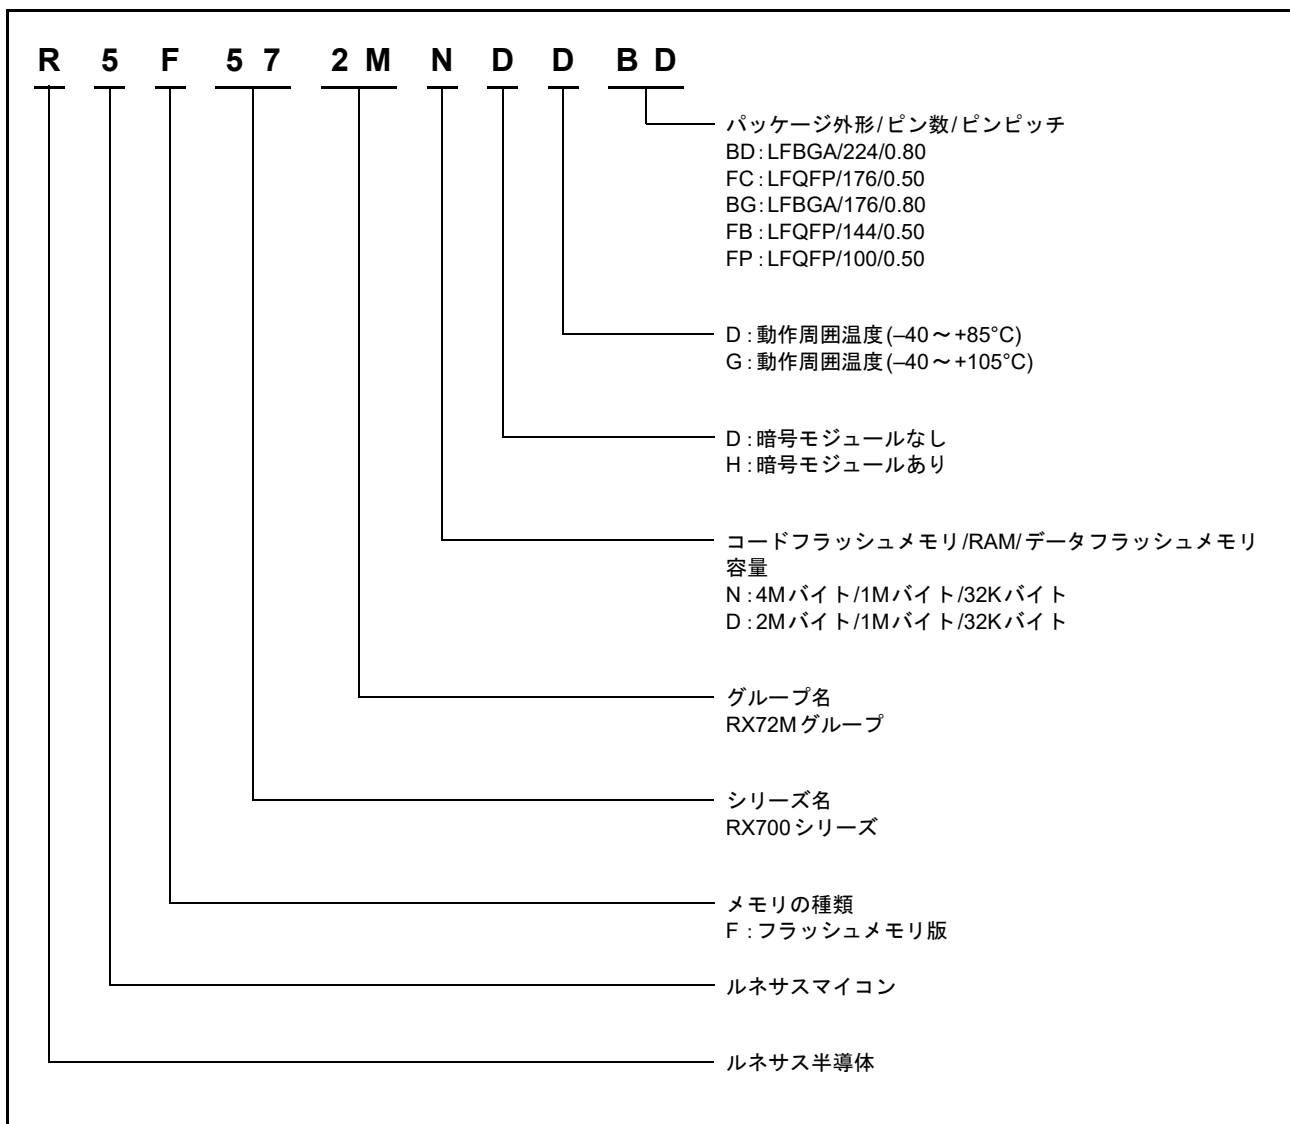 R 5 F 5 7 2 M N D D B D
パッケージ外形/ピン数/ピンピッチ
BD:LFBGA/224/0.80
FC:LFQFP/176/0.50
BG:LFBGA/176/0.80
FB:LFQFP/144/0.50
FP:LFQFP/100/0.50
D:動作周囲温度(–40～+85°C)
G:動作周囲温度(–40～+105°C)
D:暗号モジュールなし
H:暗号モジュールあり
コードフラッシュメモリ/RAM/データフラッシュメモリ
容量
N:4Mバイト/1Mバイト/32Kバイト
D:2Mバイト/1Mバイト/32Kバイト
グループ名
RX72Mグループ
シリーズ名
RX700シリーズ
メモリの種類
F:フラッシュメモリ版
ルネサスマイコン
ルネサス半導体